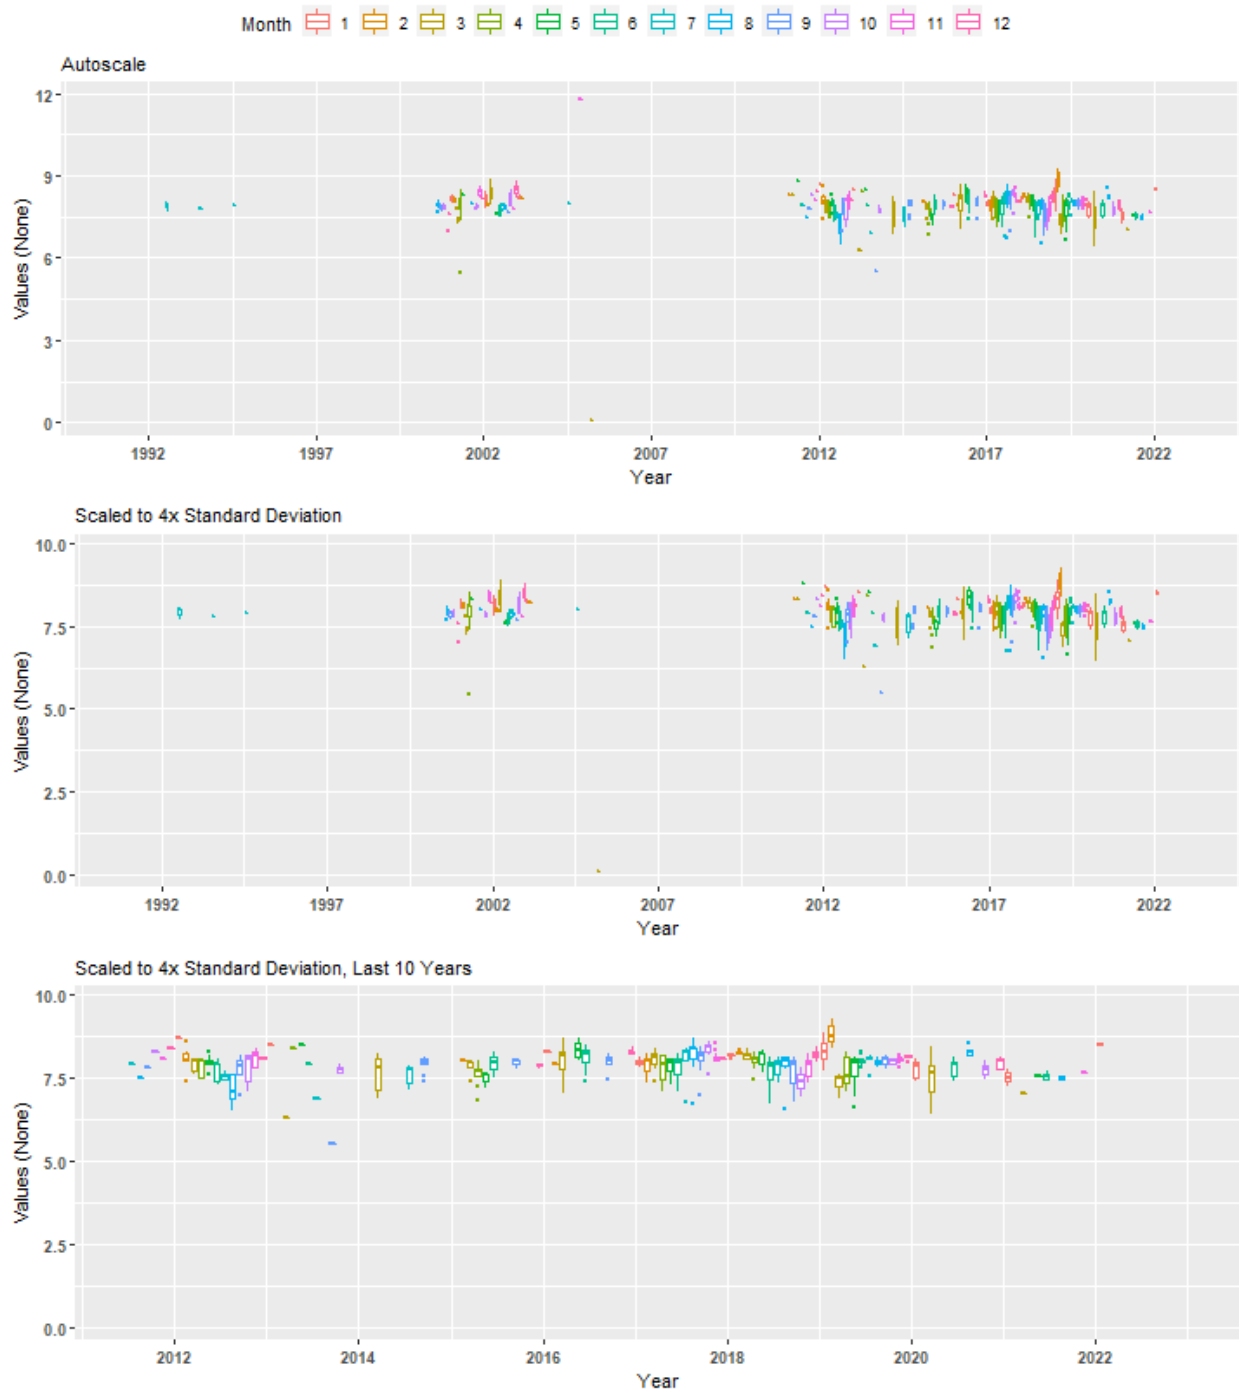 Month 1 2 3 4 5 6 7 8 9 10 11 12
Autoscale
12
9
6
3
0
Values (None)
1992 1997 2002 2007 2012 2017 2022
Year
Scaled to 4x Standard Deviation
10.0
7.5
5.0
2.5
0.0
Values (None)
1992 1997 2002 2007 2012 2017 2022
Year
Scaled to 4x Standard Deviation, Last 10 Years
10.0
7.5
5.0
2.5
0.0
Values (None)
2012 2014 2016 2018 2020 2022
Year